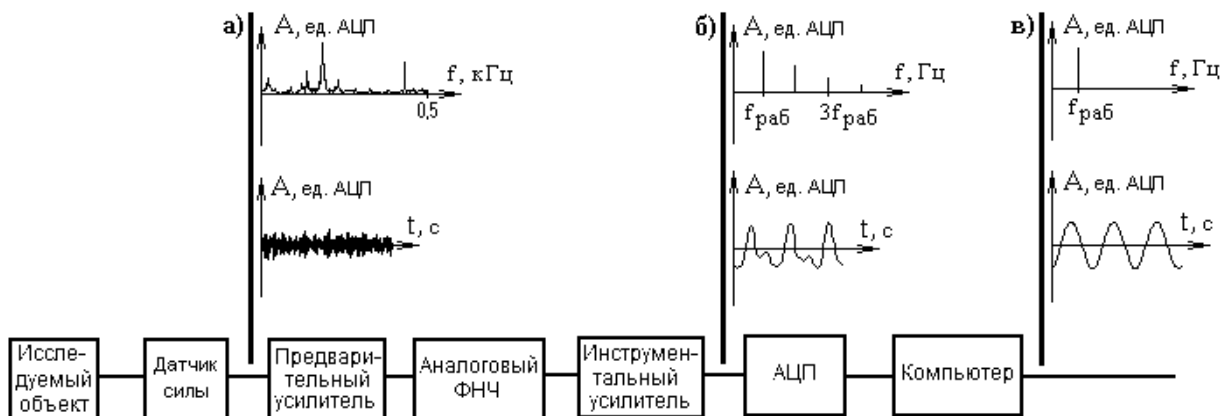 а)
A, ед. АЦП
f, кГц
0,5
A, ед. АЦП
t, с
б)
A, ед. АЦП
f, Гц
fраб
3fраб
A, ед. АЦП
t, с
в)
A, ед. АЦП
f, Гц
fраб
A, ед. АЦП
t, с
Иссле-
дуемый
объект
Датчик
силы
Предвари-
тельный
усилитель
Аналоговый
ФНЧ
Инструмен-
тальный
усилитель
АЦП
Компьютер